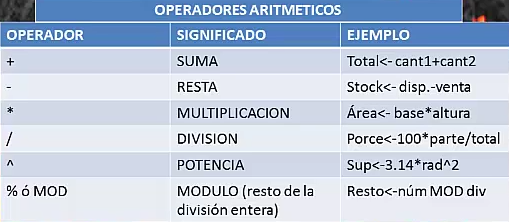 OPERADORES ARITMETICOS
OPERADOR SIGNIFICADO EJEMPLO
+ SUMA Total<- cant1+cant2
- RESTA Stock<- disp.-venta
* MULTIPLICACION Área<- base*altura
/ DIVISION Porce<-100*parte/total
^ POTENCIA Sup<-3.14*rad^2
% ó MOD MODULO (resto de la Resto<-núm MOD div
división entera)